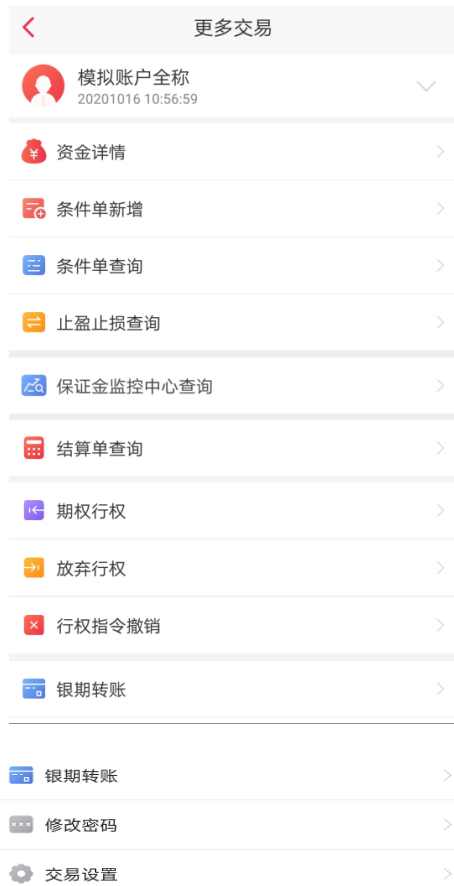 更多交易
模拟账户全称
20201016 10:56:59
资金详情
条件单新增
条件单查询
止盈止损查询
保证金监控中心查询
结算单查询
期权行权
放弃行权
行权指令撤销
银期转账
银期转账
修改密码
交易设置